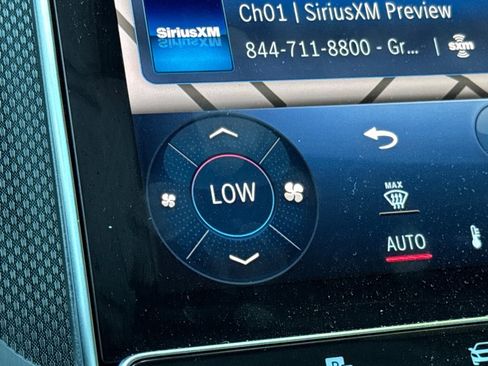 Ch01 | SiriusXM Preview
SiriusXM
844-711-8800 - Gr... | sxm
LOW
MAX
AUTO